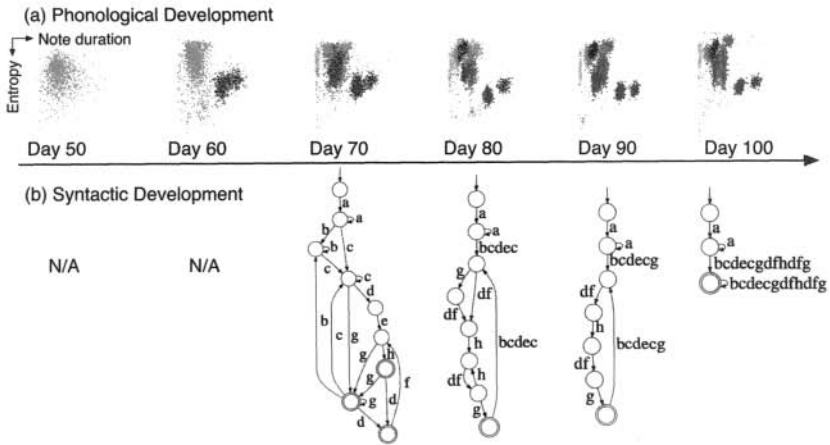 (a) Phonological Development
Note duration
Entropy
Day 50 Day 60 Day 70 Day 80 Day 90 Day 100
(b) Syntactic Development
N/A N/A
a
a
b
b
c
c
c
d
e
b
c
g
g
h
g
f
g
d
d
a
a
bcdec
g
df
df
h
df
h
g
bcdec
a
a
bcdecg
df
h
df
g
bcdecg
a
a
bcdecgdfhdfg
bcdecgdfhdfg